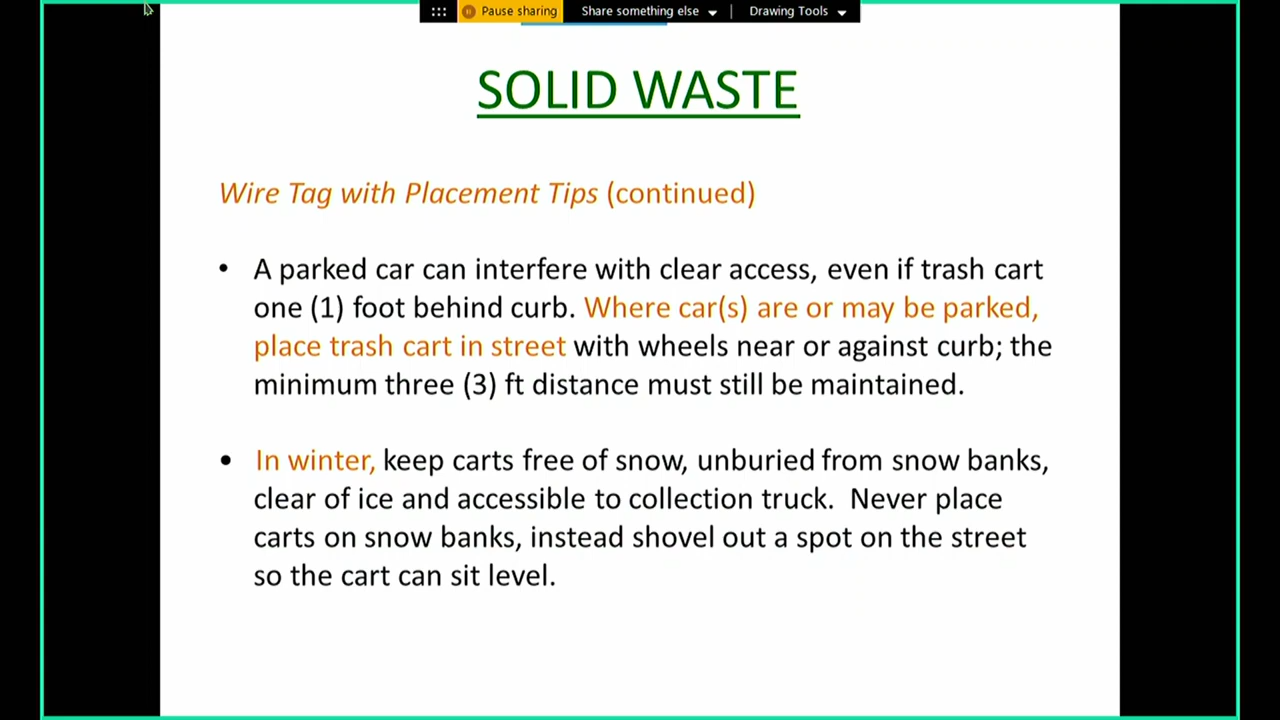 Pause sharing Share something else Drawing Tools
SOLID WASTE
Wire Tag with Placement Tips (continued)
• A parked car can interfere with clear access, even if trash cart
one (1) foot behind curb. Where car(s) are or may be parked,
place trash cart in street with wheels near or against curb; the
minimum three (3) ft distance must still be maintained.
• In winter, keep carts free of snow, unburied from snow banks,
clear of ice and accessible to collection truck. Never place
carts on snow banks, instead shovel out a spot on the street
so the cart can sit level.